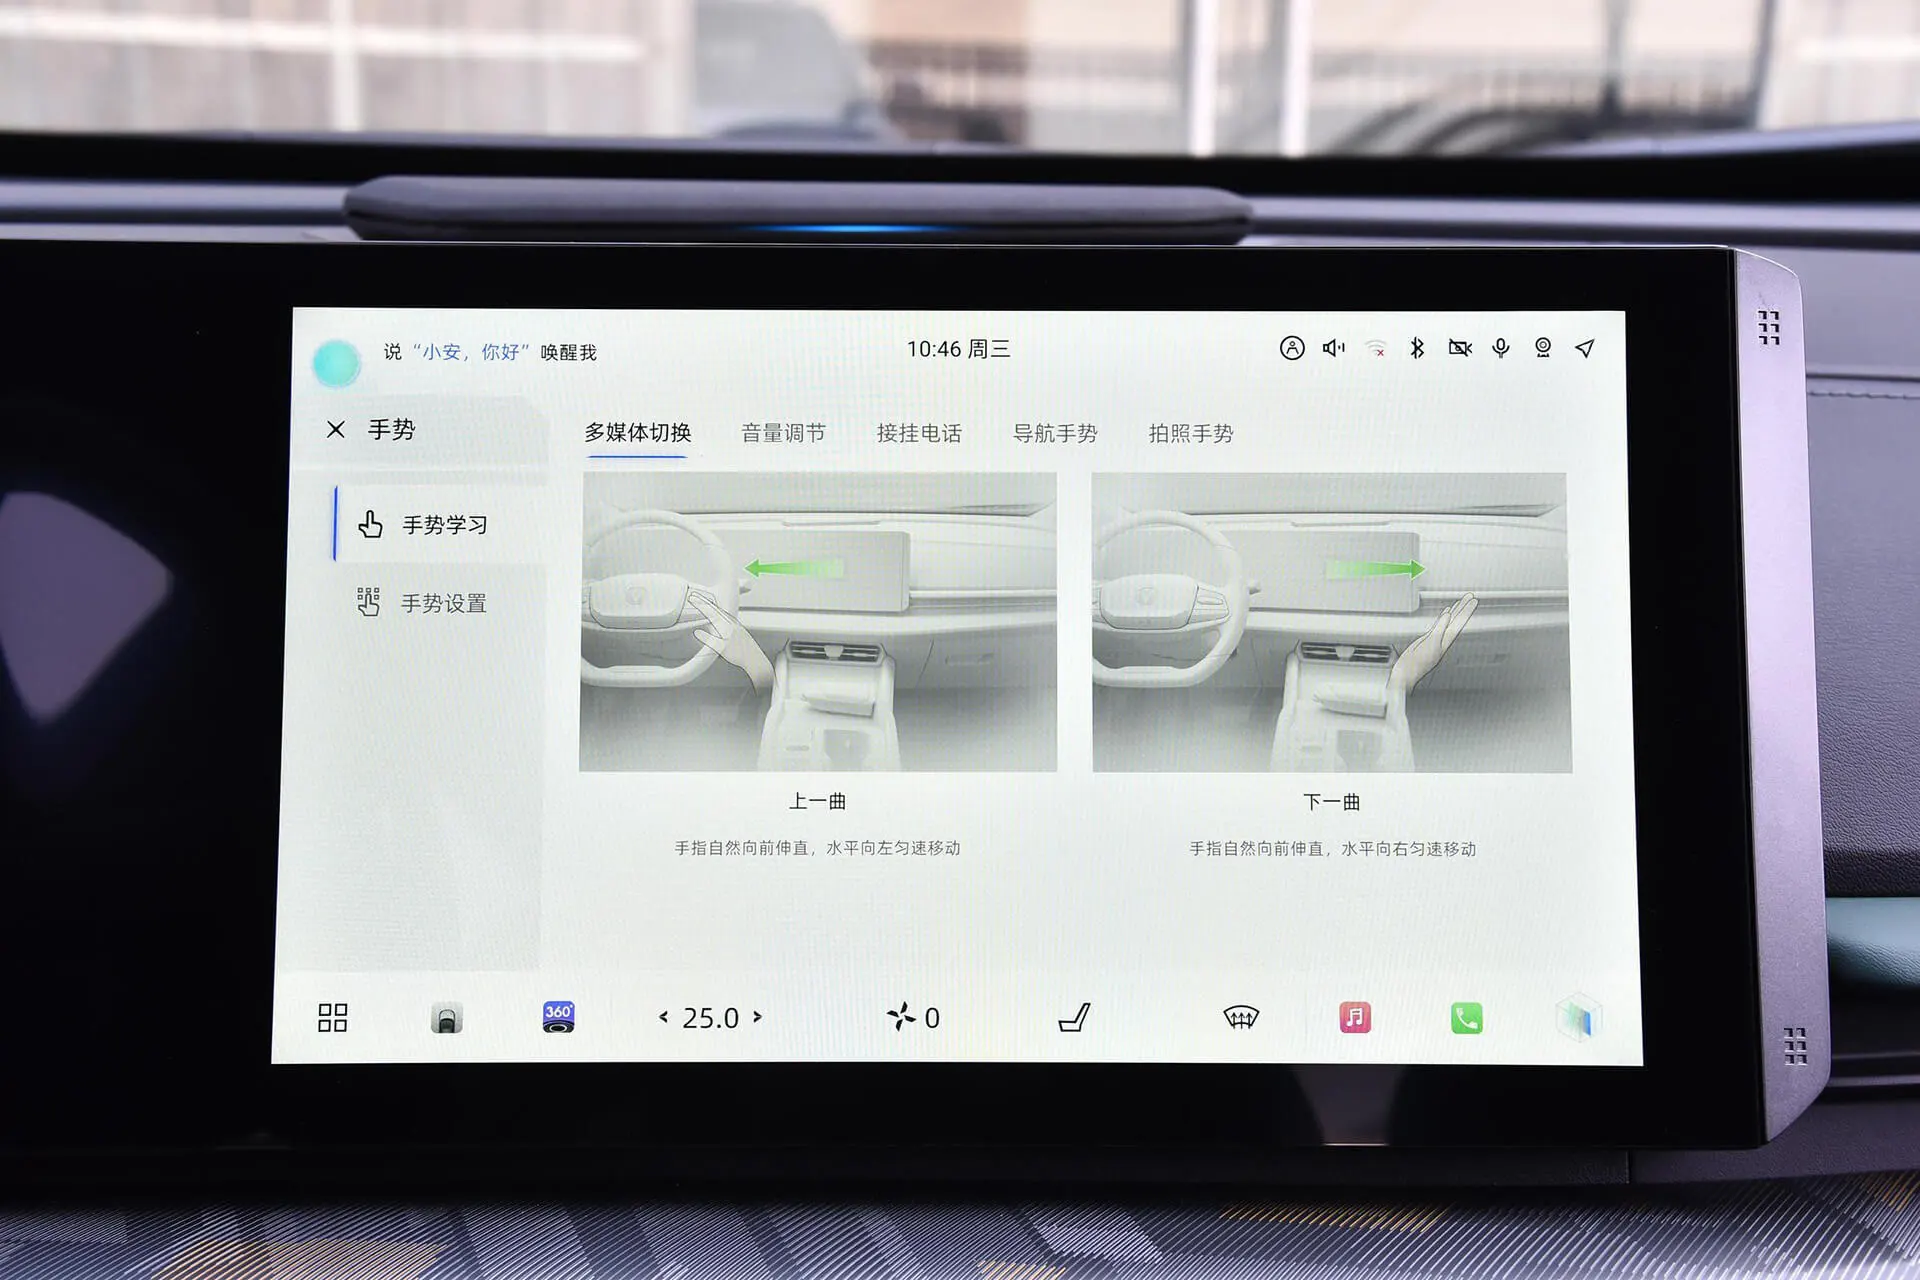 说“小安，你好”唤醒我
10:46 周三
手势
多媒体切换
音量调节
接挂电话
导航手势
拍照手势
手势学习
手势设置
上一曲
下一曲
手指自然向前伸直，水平向左匀速移动
手指自然向前伸直，水平向右匀速移动
360°
< 25.0 >
0